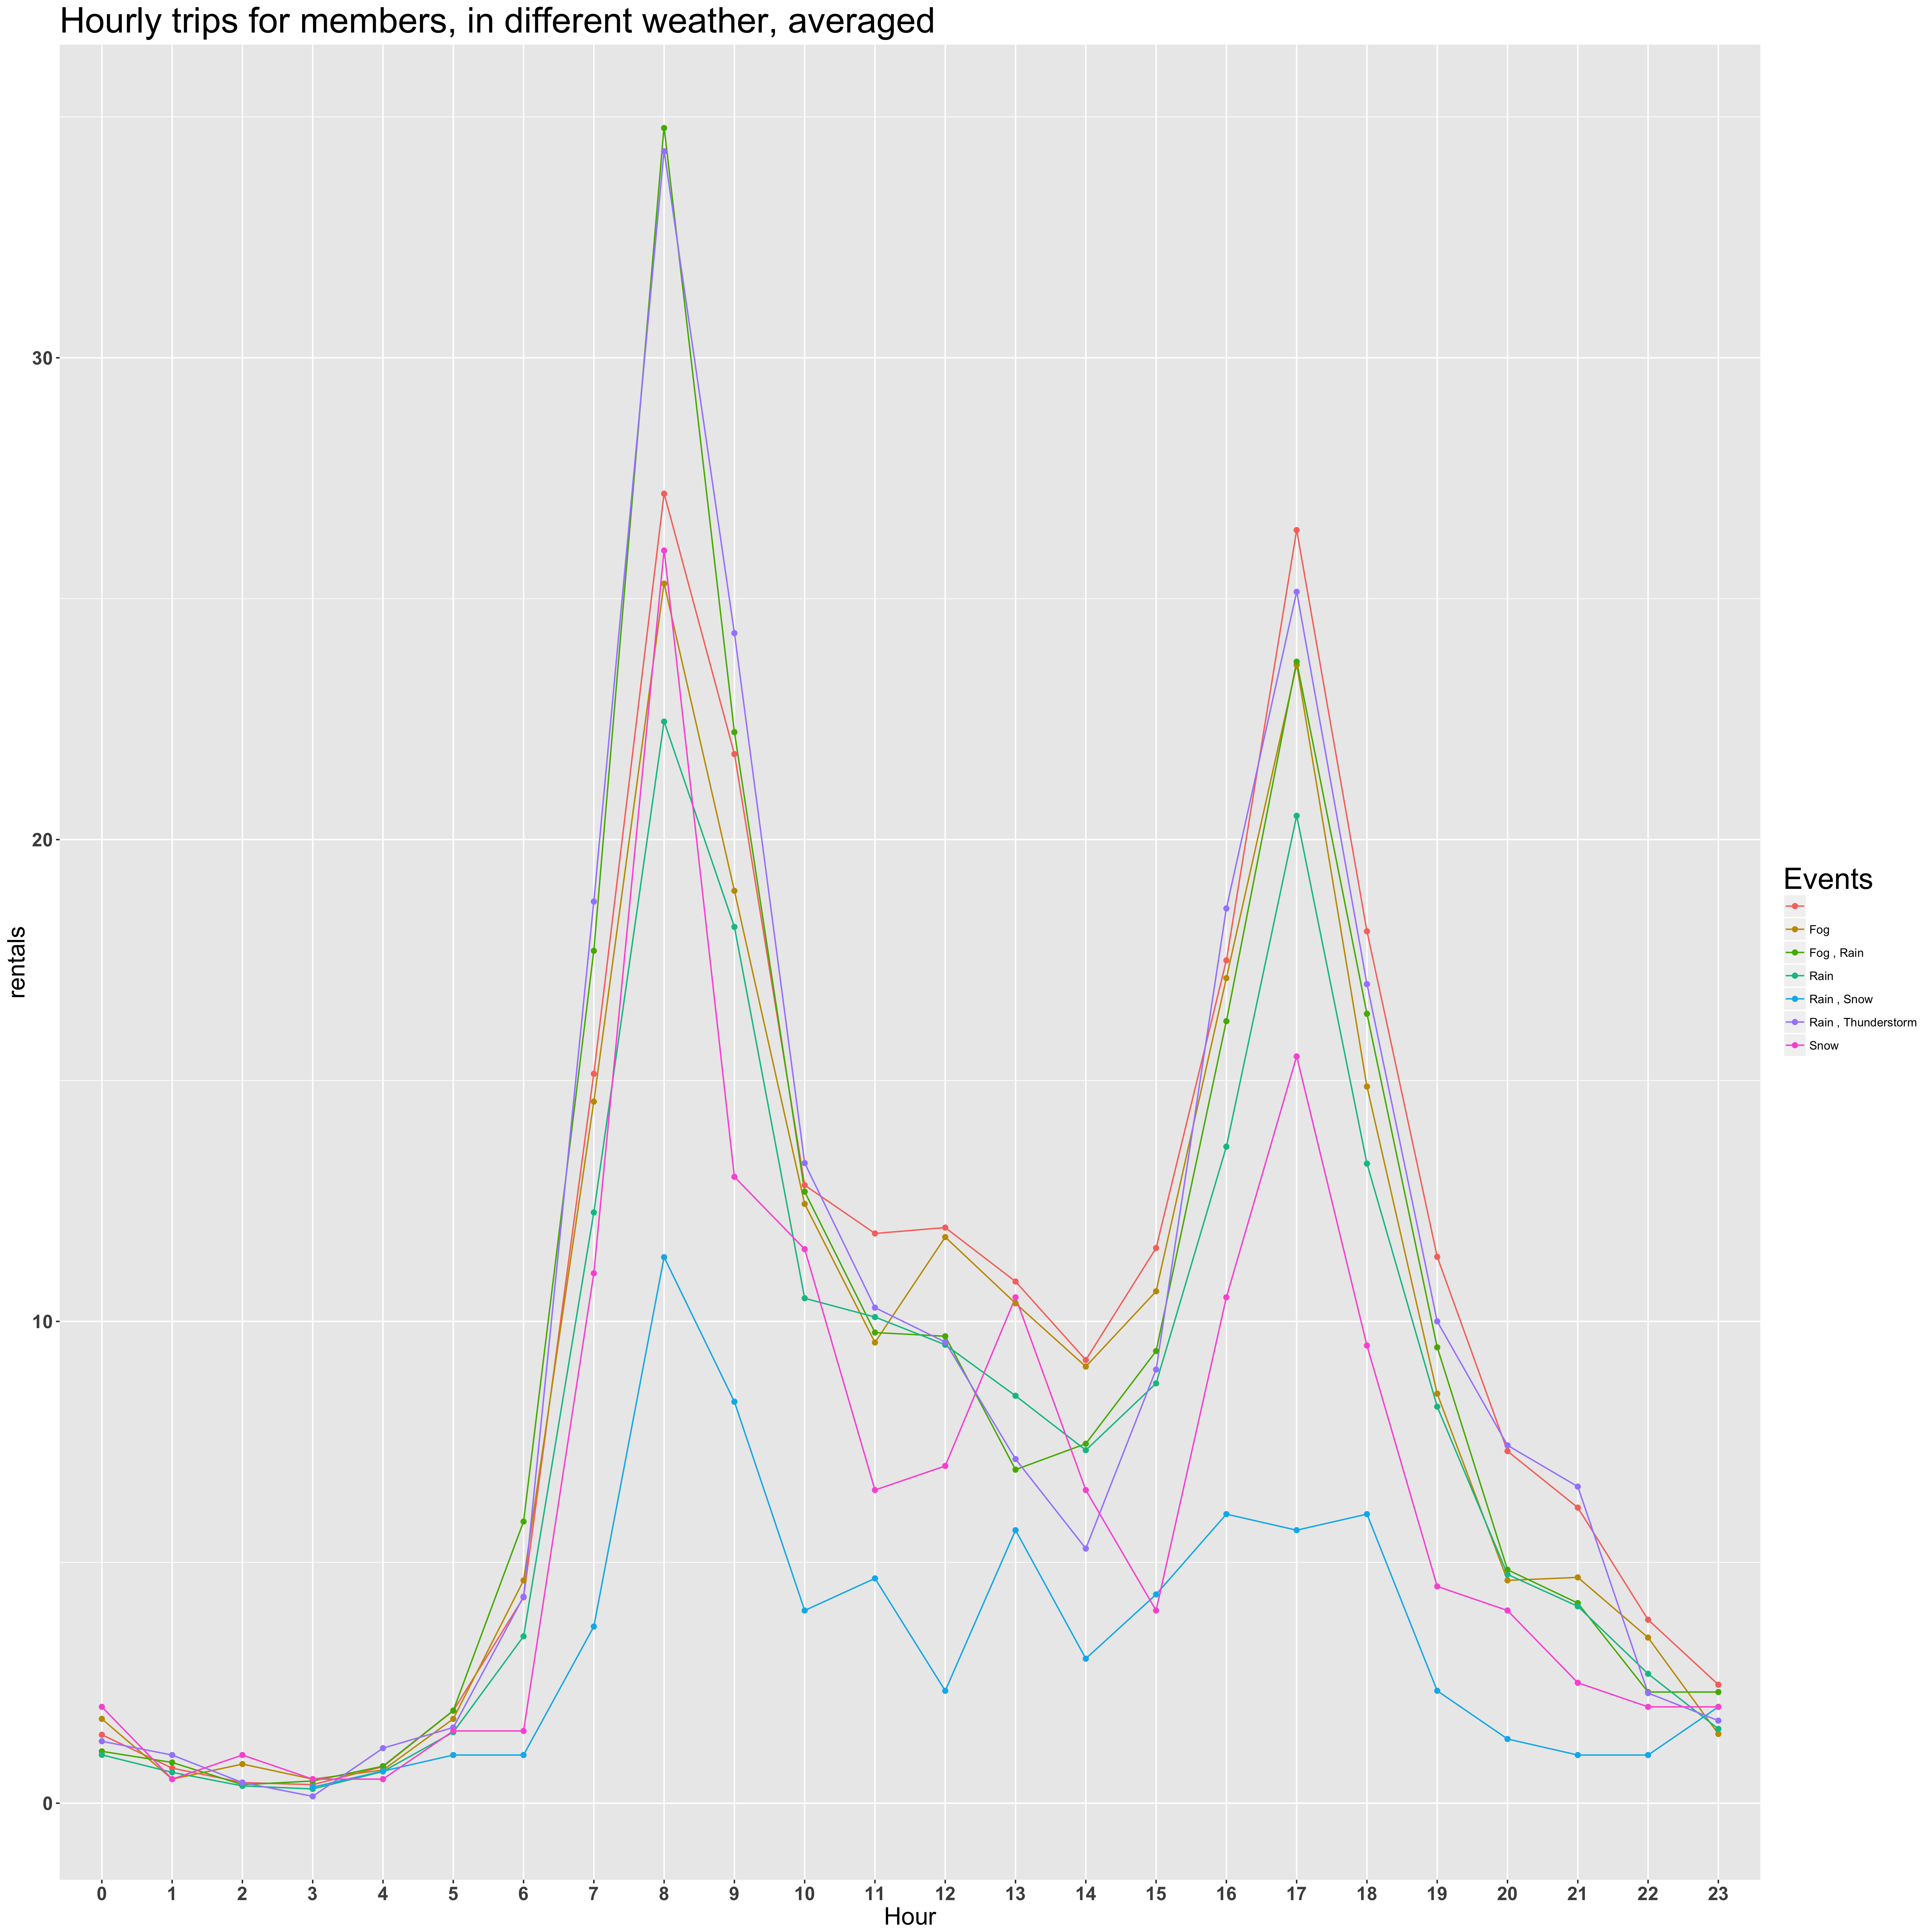 Hourly trips for members, in different weather, averaged
30
20
10
0
rentals
0 1 2 3 4 5 6 7 8 9 10 11 12 13 14 15 16 17 18 19 20 21 22 23
Hour
Events
Fog
Fog , Rain
Rain
Rain , Snow
Rain , Thunderstorm
Snow